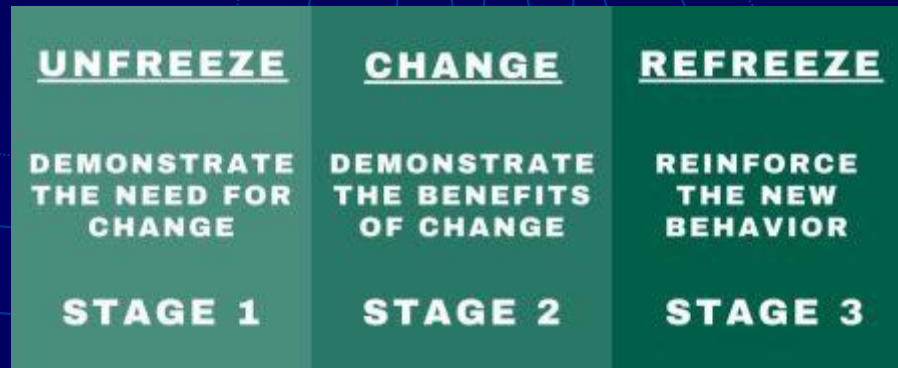 UNFREEZE
DEMONSTRATE
THE NEED FOR
CHANGE
STAGE 1
CHANGE
DEMONSTRATE
THE BENEFITS
OF CHANGE
STAGE 2
REFREEZE
REINFORCE
THE NEW
BEHAVIOR
STAGE 3